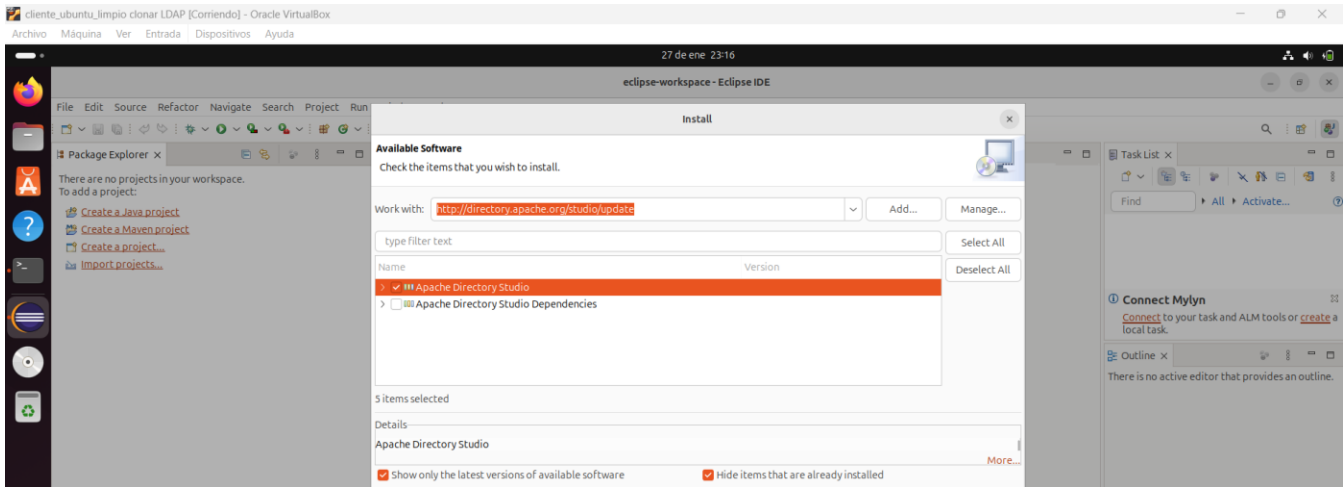 cliente_ubuntu_limpio clonar LDAP [Corriendo] - Oracle VirtualBox
Archivo Máquina Ver Entrada Dispositivos Ayuda
27 de ene 23:16
eclipse-workspace - Eclipse IDE
File Edit Source Refactor Navigate Search Project Run
Install
Package Explorer
There are no projects in your workspace.
To add a project:
Create a Java project
Create a Maven project
Create a project...
Import projects...
Available Software
Check the items that you wish to install.
Work with: http://directory.apache.org/studio/update Add... Manage...
type filter text Select All
Name Version Deselect All
Apache Directory Studio
Apache Directory Studio Dependencies
5 items selected
Details
Apache Directory Studio
More...
Show only the latest versions of available software Hide items that are already installed
Task List
Find All Activate...
Connect Mylyn
Connect to your task and ALM tools or create a
local task.
Outline
There is no active editor that provides an outline.